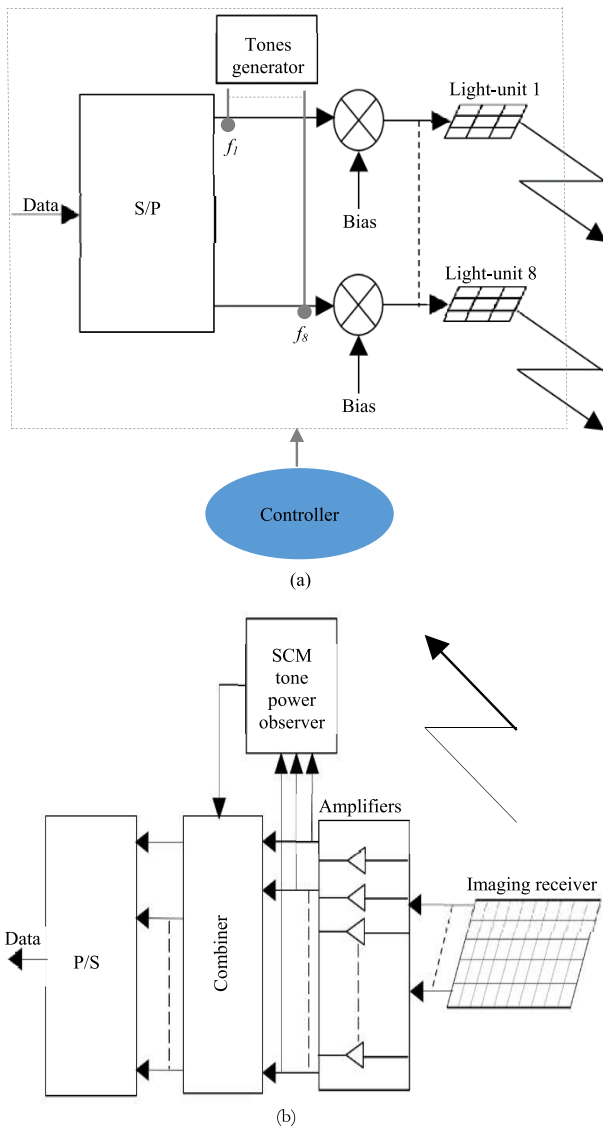 Tones
generator
Light-unit 1
f1
Data
S/P
Bias
Light-unit 8
f8
Bias
Controller
(a)
SCM
tone
power
observer
Amplifiers
Imaging receiver
Data
P/S
Combiner
(b)